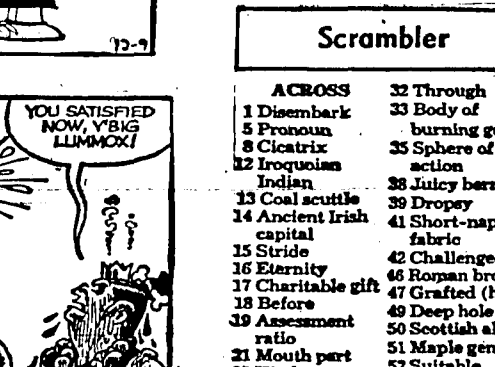 12-9
YOU SATISFIED
NOW, Y'BIG
LUMMOX!
Scrambler
ACROSS
1 Disembark
5 Pronoun
8 Cicatrix
12 Iroquoian
Indian
13 Coal scuttle
14 Ancient Irish
capital
15 Stride
16 Eternity
17 Charitable gift
18 Before
19 Assessment
ratio
21 Mouth part
32 Through
33 Body of
burning
35 Sphere of
action
38 Juicy
39 Dropsy
41 Short-nap
fabric
42 Challenge
46 Roman
47 Grafted
49 Deep hole
50 Scottish
51 Maple
52 Suitable